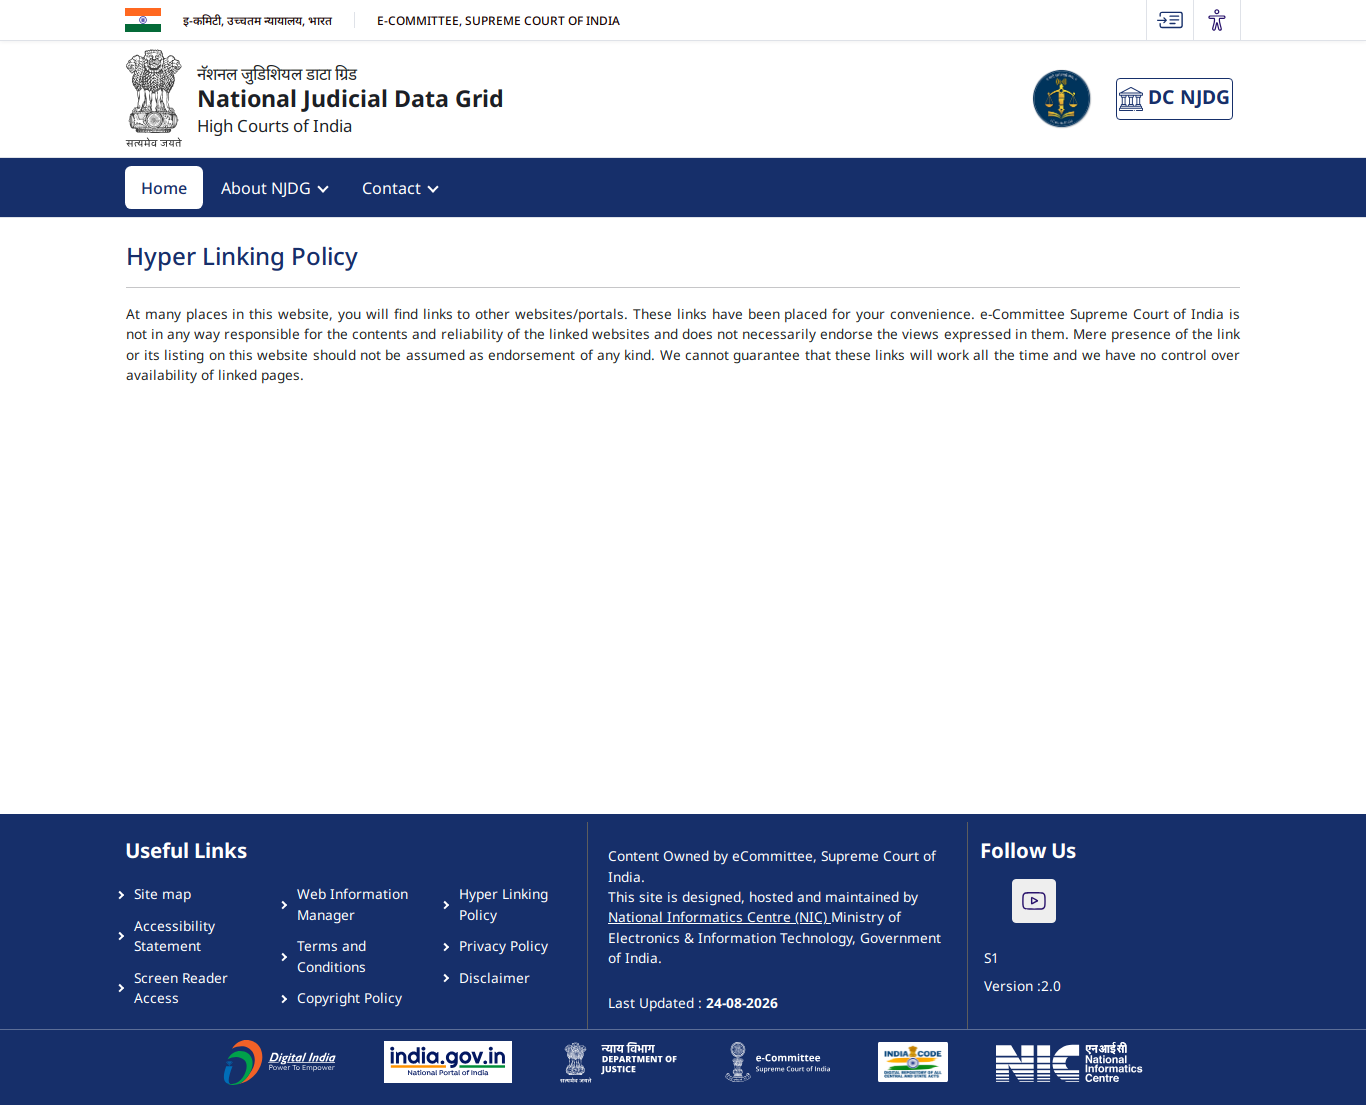 इ-कमिटी, उच्चतम न्यायालय, भारत
E-COMMITTEE, SUPREME COURT OF INDIA
सत्यमेव जयते
नॅशनल जुडिशियल डाटा ग्रिड
National Judicial Data Grid
High Courts of India
DC NJDG
Home
About NJDG
Contact
Hyper Linking Policy
At many places in this website, you will find links to other websites/portals. These links have been placed for your convenience. e-Committee Supreme Court of India is
not in any way responsible for the contents and reliability of the linked websites and does not necessarily endorse the views expressed in them. Mere presence of the link
or its listing on this website should not be assumed as endorsement of any kind. We cannot guarantee that these links will work all the time and we have no control over
availability of linked pages.
Useful Links
Site map
Accessibility
Statement
Screen Reader
Access
Web Information
Manager
Terms and
Conditions
Copyright Policy
Hyper Linking
Policy
Privacy Policy
Disclaimer
Content Owned by eCommittee, Supreme Court of
India.
This site is designed, hosted and maintained by
National Informatics Centre (NIC) Ministry of
Electronics & Information Technology, Government
of India.
Last Updated : 24-08-2026
Follow Us
S1
Version :2.0
Digital India
Power To Empower
india.gov.in
National Portal of India
सत्यमेव जयते
न्याय विभाग
DEPARTMENT OF
JUSTICE
e-Committee
Supreme Court of India
INDIA CODE
DIGITAL REPOSITORY OF ALL
CENTRAL AND STATE ACTS
NIC
एनआईसी
National
Informatics
Centre